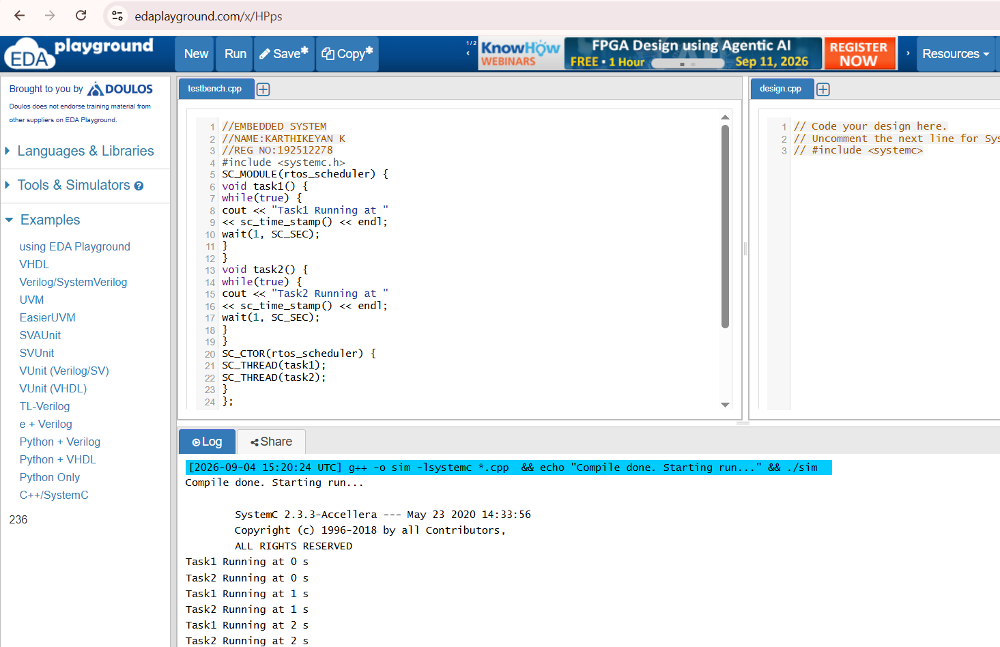 edaplayground.com/x/HPps
EDA playground
New
Run
Save*
Copy*
1/2
KnowHow
WEBINARS
FPGA Design using Agentic AI
FREE • 1 Hour
Sep 11, 2026
REGISTER
NOW
Resources
Brought to you by DOULOS
Doulos does not endorse training material from
other suppliers on EDA Playground.
Languages & Libraries
Tools & Simulators ?
Examples
using EDA Playground
VHDL
Verilog/SystemVerilog
UVM
EasierUVM
SVAUnit
SVUnit
VUnit (Verilog/SV)
VUnit (VHDL)
TL-Verilog
e + Verilog
Python + Verilog
Python + VHDL
Python Only
C++/SystemC
236
testbench.cpp
1 //EMBEDDED SYSTEM
2 //NAME:KARTHIKEYAN K
3 //REG NO:192512278
4 #include <systemc.h>
5 SC_MODULE(rtos_scheduler) {
6 void task1() {
7 while(true) {
8 cout << "Task1 Running at "
9 << sc_time_stamp() << endl;
10 wait(1, SC_SEC);
11 }
12 }
13 void task2() {
14 while(true) {
15 cout << "Task2 Running at "
16 << sc_time_stamp() << endl;
17 wait(1, SC_SEC);
18 }
19 }
20 SC_CTOR(rtos_scheduler) {
21 SC_THREAD(task1);
22 SC_THREAD(task2);
23 }
24 };
design.cpp
1 // Code your design here.
2 // Uncomment the next line for Sys
3 // #include <systemc>
Log
Share
[2026-09-04 15:20:24 UTC] g++ -o sim -lsystemc *.cpp  && echo "Compile done. Starting run..." && ./sim
Compile done. Starting run...
SystemC 2.3.3-Accellera --- May 23 2020 14:33:56
Copyright (c) 1996-2018 by all Contributors,
ALL RIGHTS RESERVED
Task1 Running at 0 s
Task2 Running at 0 s
Task1 Running at 1 s
Task2 Running at 1 s
Task1 Running at 2 s
Task2 Running at 2 s